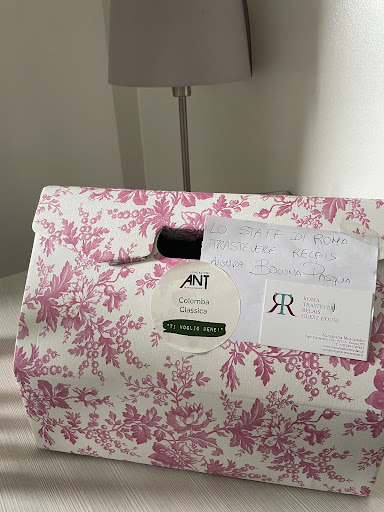 LO STAFF DI ROMA
TRASTEVERE RELAIS
AUGURA BUONA PASQUA
ANT
Colomba
Classica
"TI VOGLIO BENE!"
RR
ROMA
TRASTEVERE
RELAIS
GUEST HOUSE